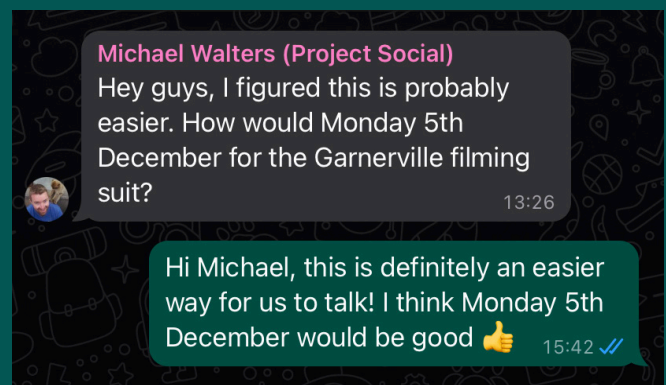 Michael Walters (Project Social)
Hey guys, I figured this is probably
easier. How would Monday 5th
December for the Garnerville filming
suit?
13:26
Hi Michael, this is definitely an easier
way for us to talk! I think Monday 5th
December would be good 👍
15:42